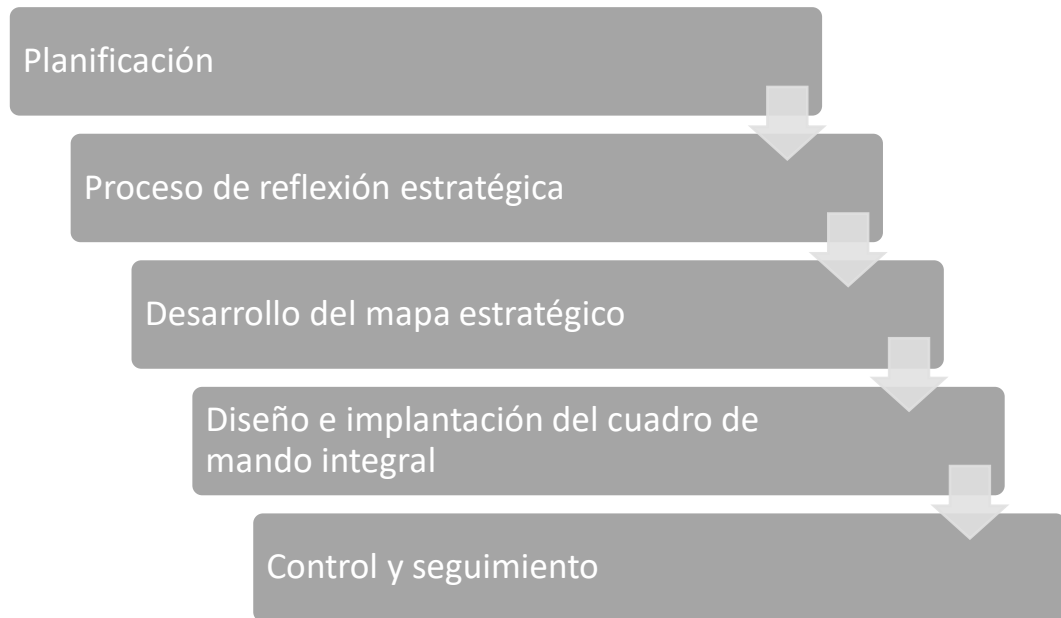 Planificación
Proceso de reflexión estratégica
Desarrollo del mapa estratégico
Diseño e implantación del cuadro de
mando integral
Control y seguimiento